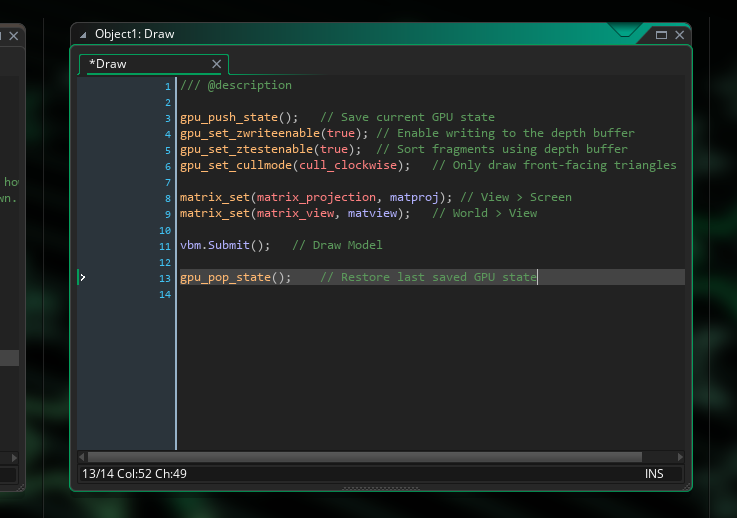 Object1: Draw
*Draw
1 /// @description
2
3 gpu_push_state();   // Save current GPU state
4 gpu_set_zwriteenable(true); // Enable writing to the depth buffer
5 gpu_set_ztestenable(true);  // Sort fragments using depth buffer
6 gpu_set_cullmode(cull_clockwise);   // Only draw front-facing triangles
7
8 matrix_set(matrix_projection, matproj); // View > Screen
9 matrix_set(matrix_view, matview);   // World > View
10
11 vbm.Submit();   // Draw Model
12
13 gpu_pop_state();    // Restore last saved GPU state
14
ho
wn.
13/14 Col:52 Ch:49
INS